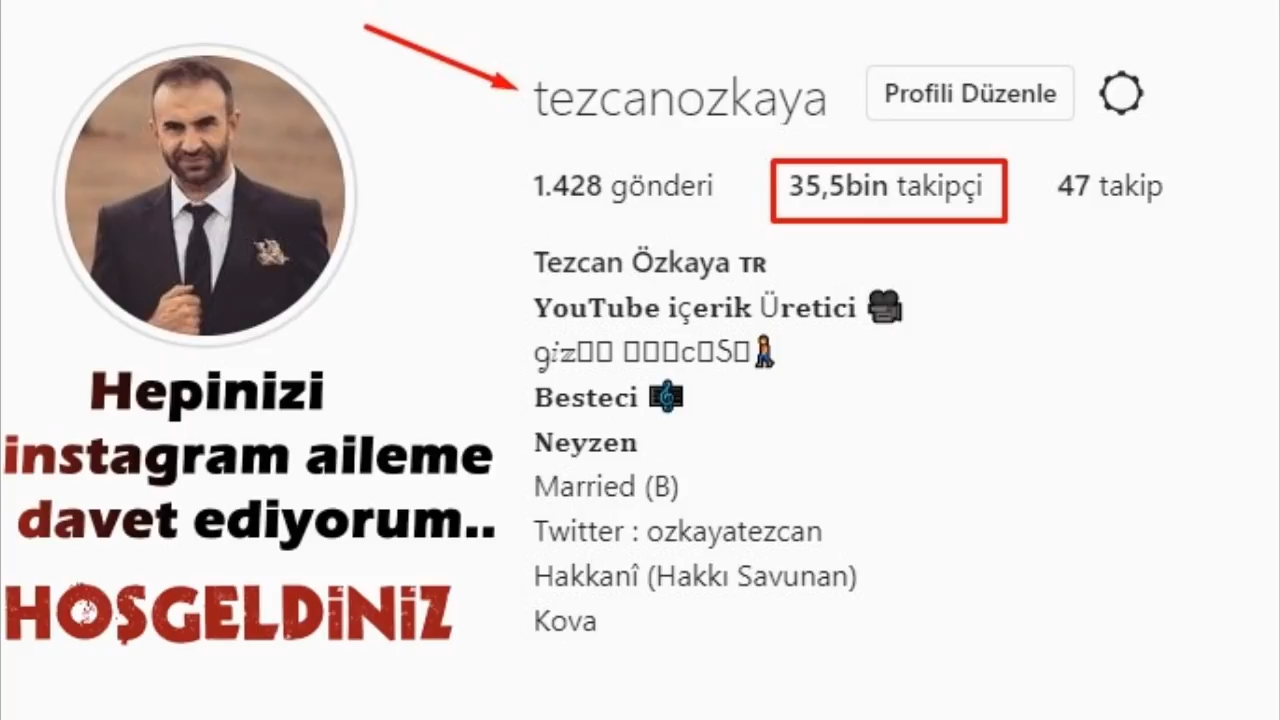 tezcanozkaya Profili Düzenle
1.428 gönderi 35,5bin takipçi 47 takip
Tezcan Özkaya TR
YouTube içerik Üretici
Besteci
Neyzen
Married (B)
Twitter : ozkayatezcan
Hakkanî (Hakkı Savunan)
Kova
Hepinizi
instagram aileme
davet ediyorum..
HOŞGELDİNİZ